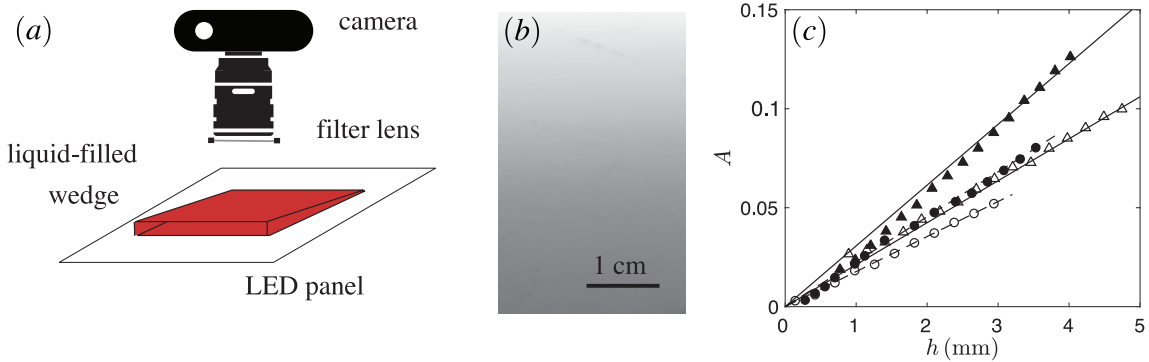 (a)
camera
filter lens
liquid-filled
wedge
LED panel
(b)
1 cm
(c)
A
0.15
0.1
0.05
0
0
1
2
3
4
5
h (mm)